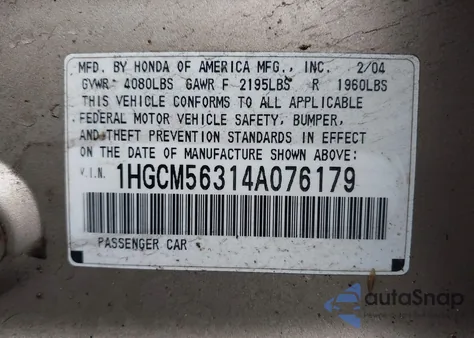 MFD. BY HONDA OF AMERICA MFG., INC. 2/04
GVWR 4080LBS GAWR F 2195LBS R 1960LBS
THIS VEHICLE CONFORMS TO ALL APPLICABLE
FEDERAL MOTOR VEHICLE SAFETY, BUMPER,
AND THEFT PREVENTION STANDARDS IN EFFECT
ON THE DATE OF MANUFACTURE SHOWN ABOVE:
V.I.N. 1HGCM56314A076179
PASSENGER CAR
autoSnap